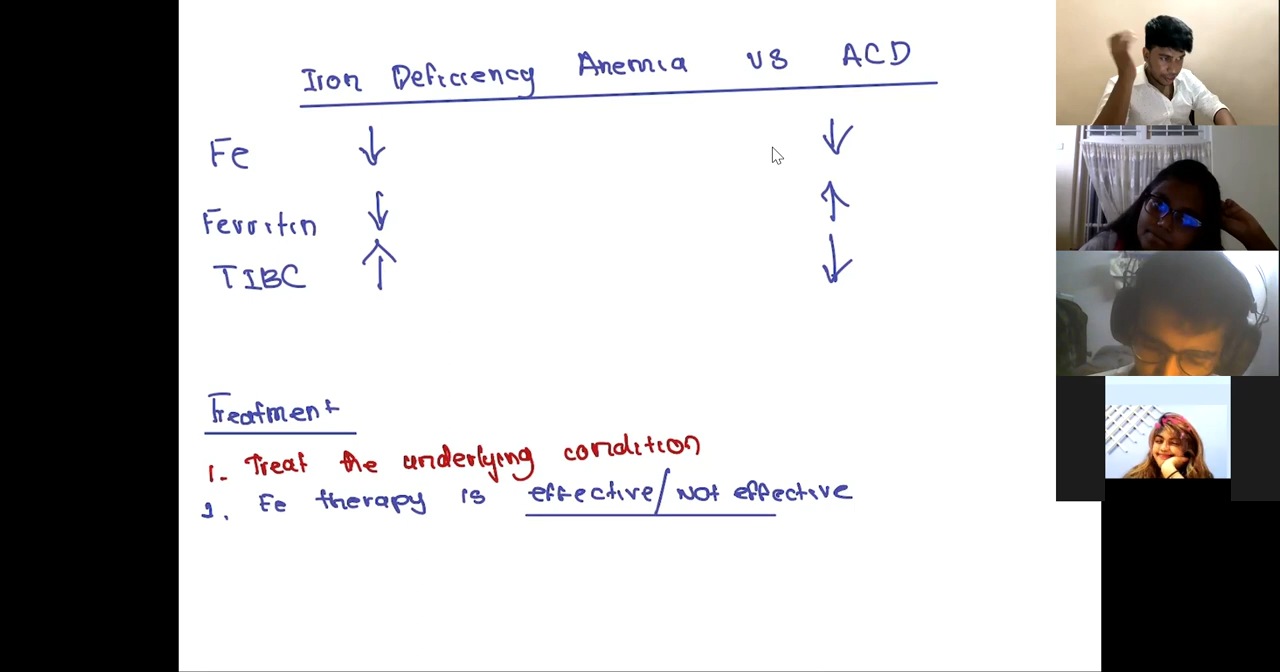 Iron Deficiency Anemia vs ACD
Fe ↓ ↓
Ferritin ↓ ↑
TIBC ↑ ↓
Treatment
1. Treat the underlying condition
2. Fe therapy is effective/Not effective